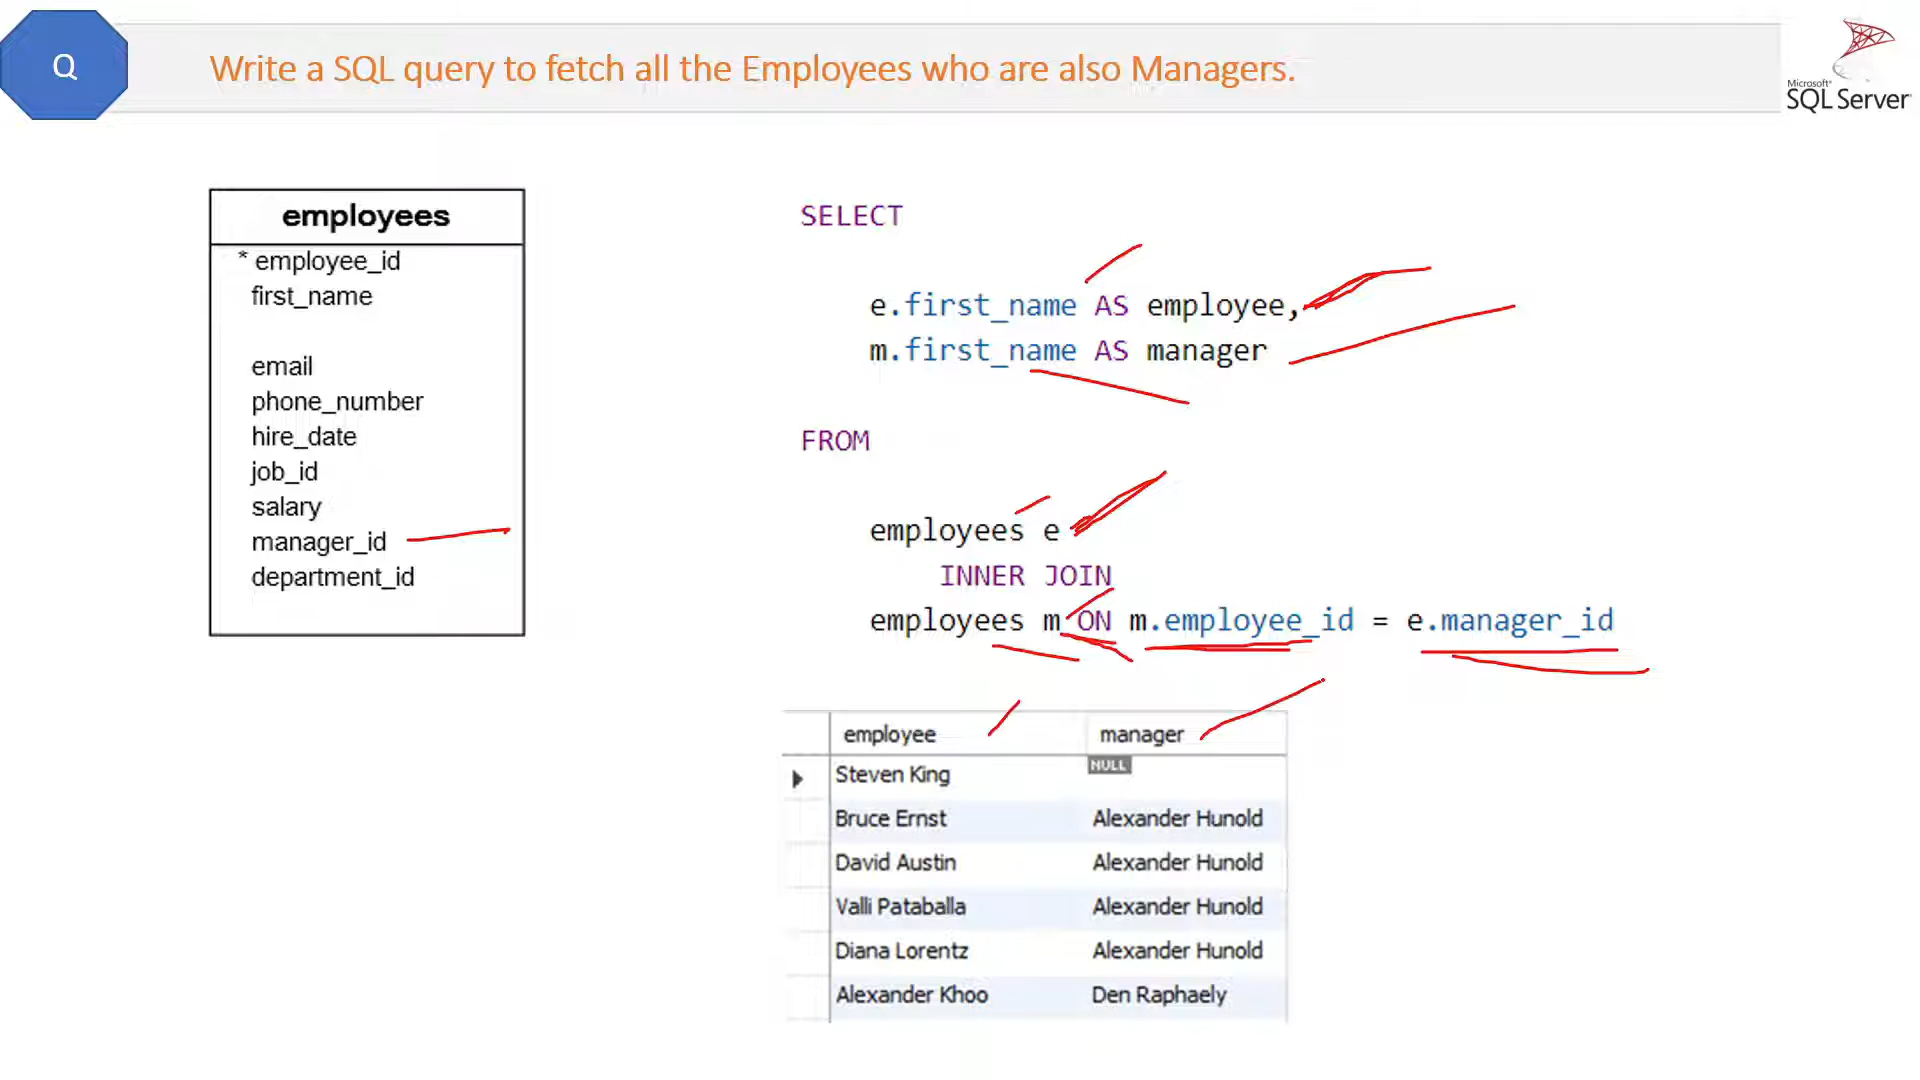 Q
Write a SQL query to fetch all the Employees who are also Managers.
Microsoft®
SQL Server
employees
* employee_id
first_name
email
phone_number
hire_date
job_id
salary
manager_id
department_id
SELECT
e.first_name AS employee,
m.first_name AS manager
FROM
employees e
INNER JOIN
employees m ON m.employee_id = e.manager_id
employee manager
Steven King NULL
Bruce Ernst Alexander Hunold
David Austin Alexander Hunold
Valli Pataballa Alexander Hunold
Diana Lorentz Alexander Hunold
Alexander Khoo Den Raphaely